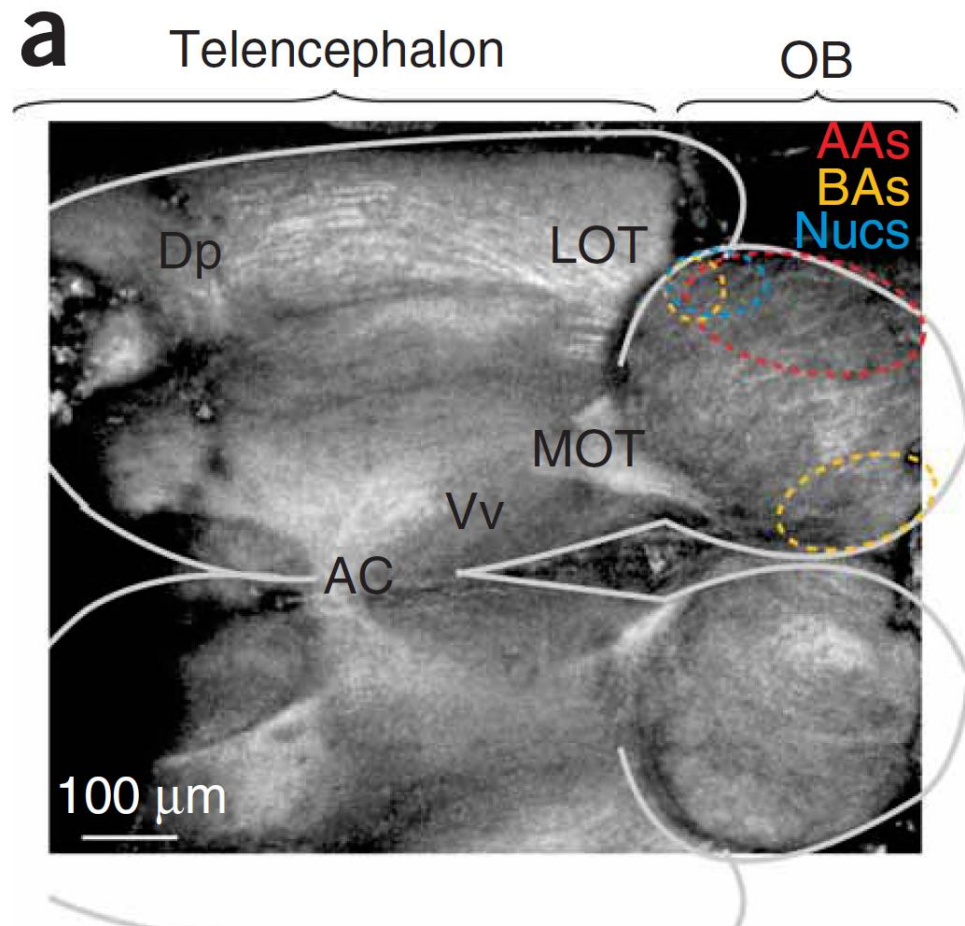 a
Telencephalon
OB
AAs
BAs
Nucs
Dp
LOT
MOT
Vv
AC
100 μm